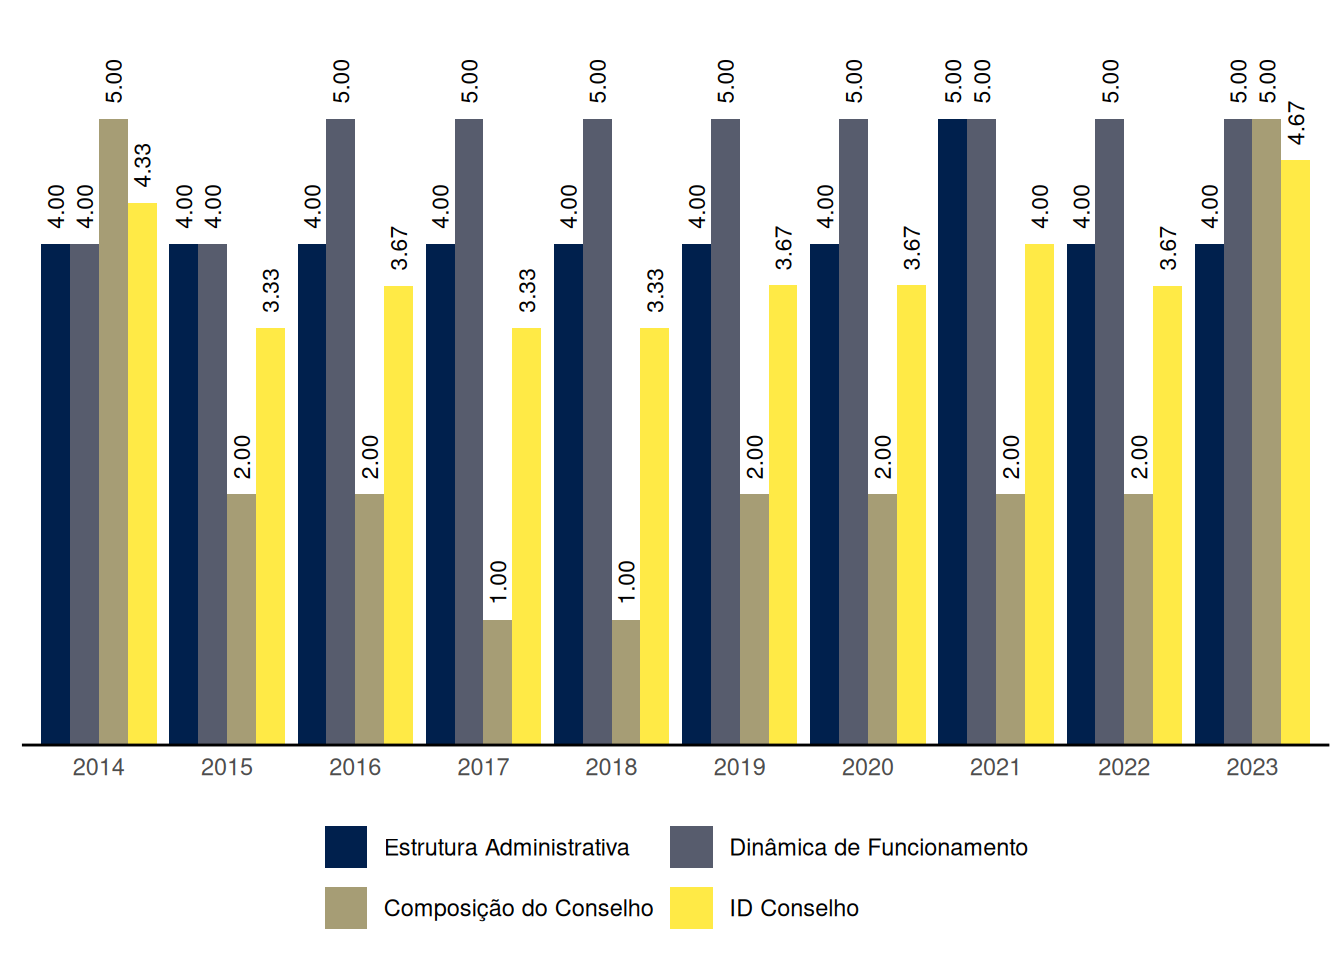 4.00 4.00 5.00 4.33
4.00 4.00 2.00 3.33
4.00 5.00 2.00 3.67
4.00 5.00 1.00 3.33
4.00 5.00 1.00 3.33
4.00 5.00 2.00 3.67
4.00 5.00 2.00 3.67
5.00 5.00 2.00 4.00
4.00 5.00 2.00 3.67
4.00 5.00 5.00 4.67
2014 2015 2016 2017 2018 2019 2020 2021 2022 2023
Estrutura Administrativa Dinâmica de Funcionamento
Composição do Conselho ID Conselho